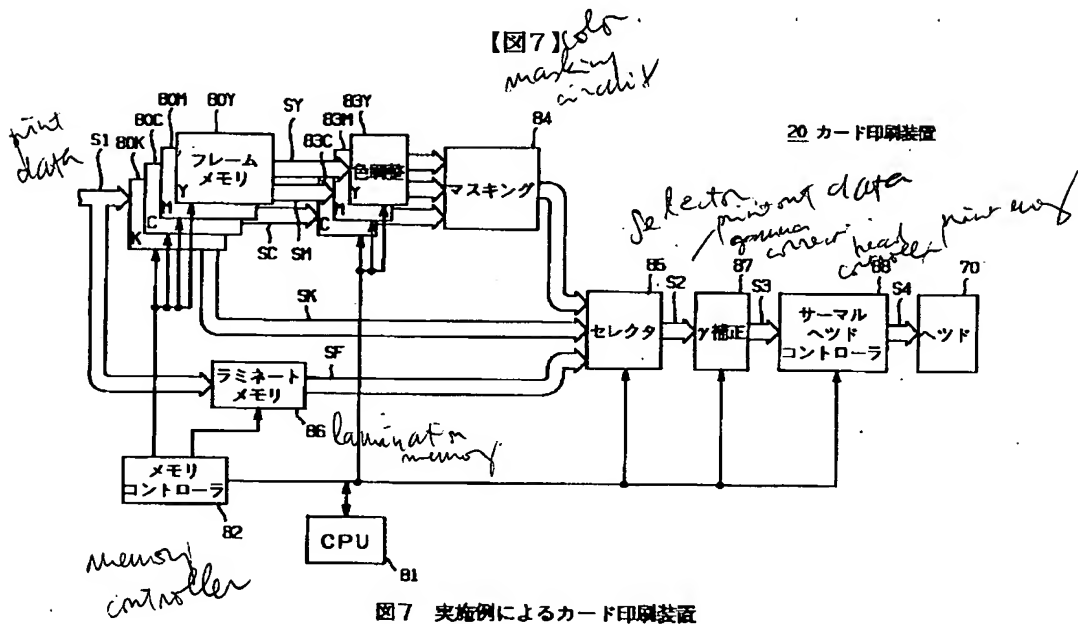 【図7】
color
masking
circuit
print
data
S1
80K
80C
80M
80Y
SY
83C
83M
83Y
84
20 カード印刷装置
フレーム
メモリ
Y
M
C
K
色調整
Y
M
C
マスキング
SC
SM
selector
print out data
gamma
correc
head
controller
print
85
S2
87
S3
88
S4
70
SK
セレクタ
γ補正
サーマル
ヘツド
コントローラ
ヘツド
SF
ラミネート
メモリ
86
lamination
memory
メモリ
コントローラ
82
CPU
81
memory
controller
図7 実施例によるカード印刷装置